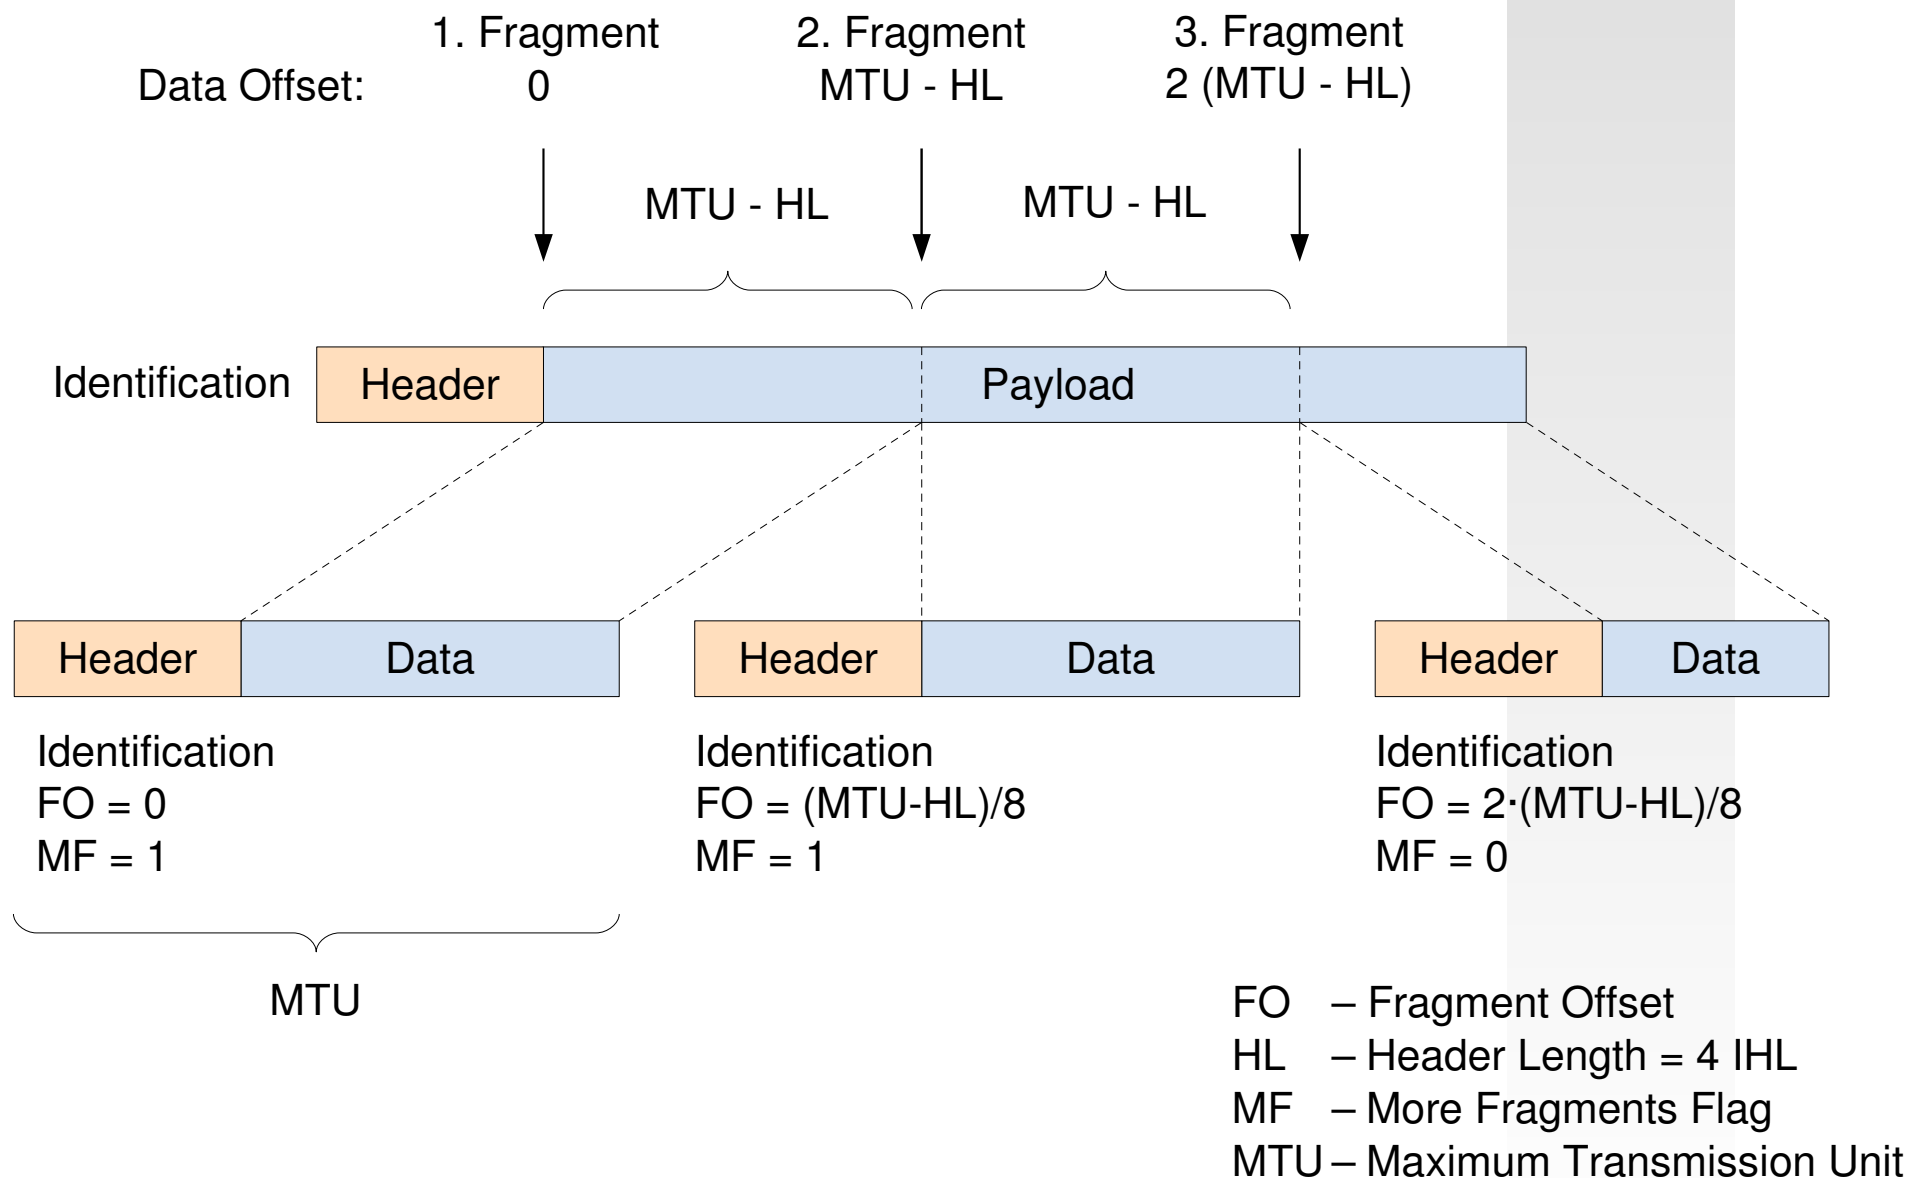 1. Fragment 2. Fragment 3. Fragment
Data Offset: 0 MTU - HL 2 (MTU - HL)
MTU - HL MTU - HL
Identification Header Payload
Header Data Header Data Header Data
Identification Identification Identification
FO = 0 FO = (MTU-HL)/8 FO = 2·(MTU-HL)/8
MF = 1 MF = 1 MF = 0
MTU
FO – Fragment Offset
HL – Header Length = 4 IHL
MF – More Fragments Flag
MTU – Maximum Transmission Unit